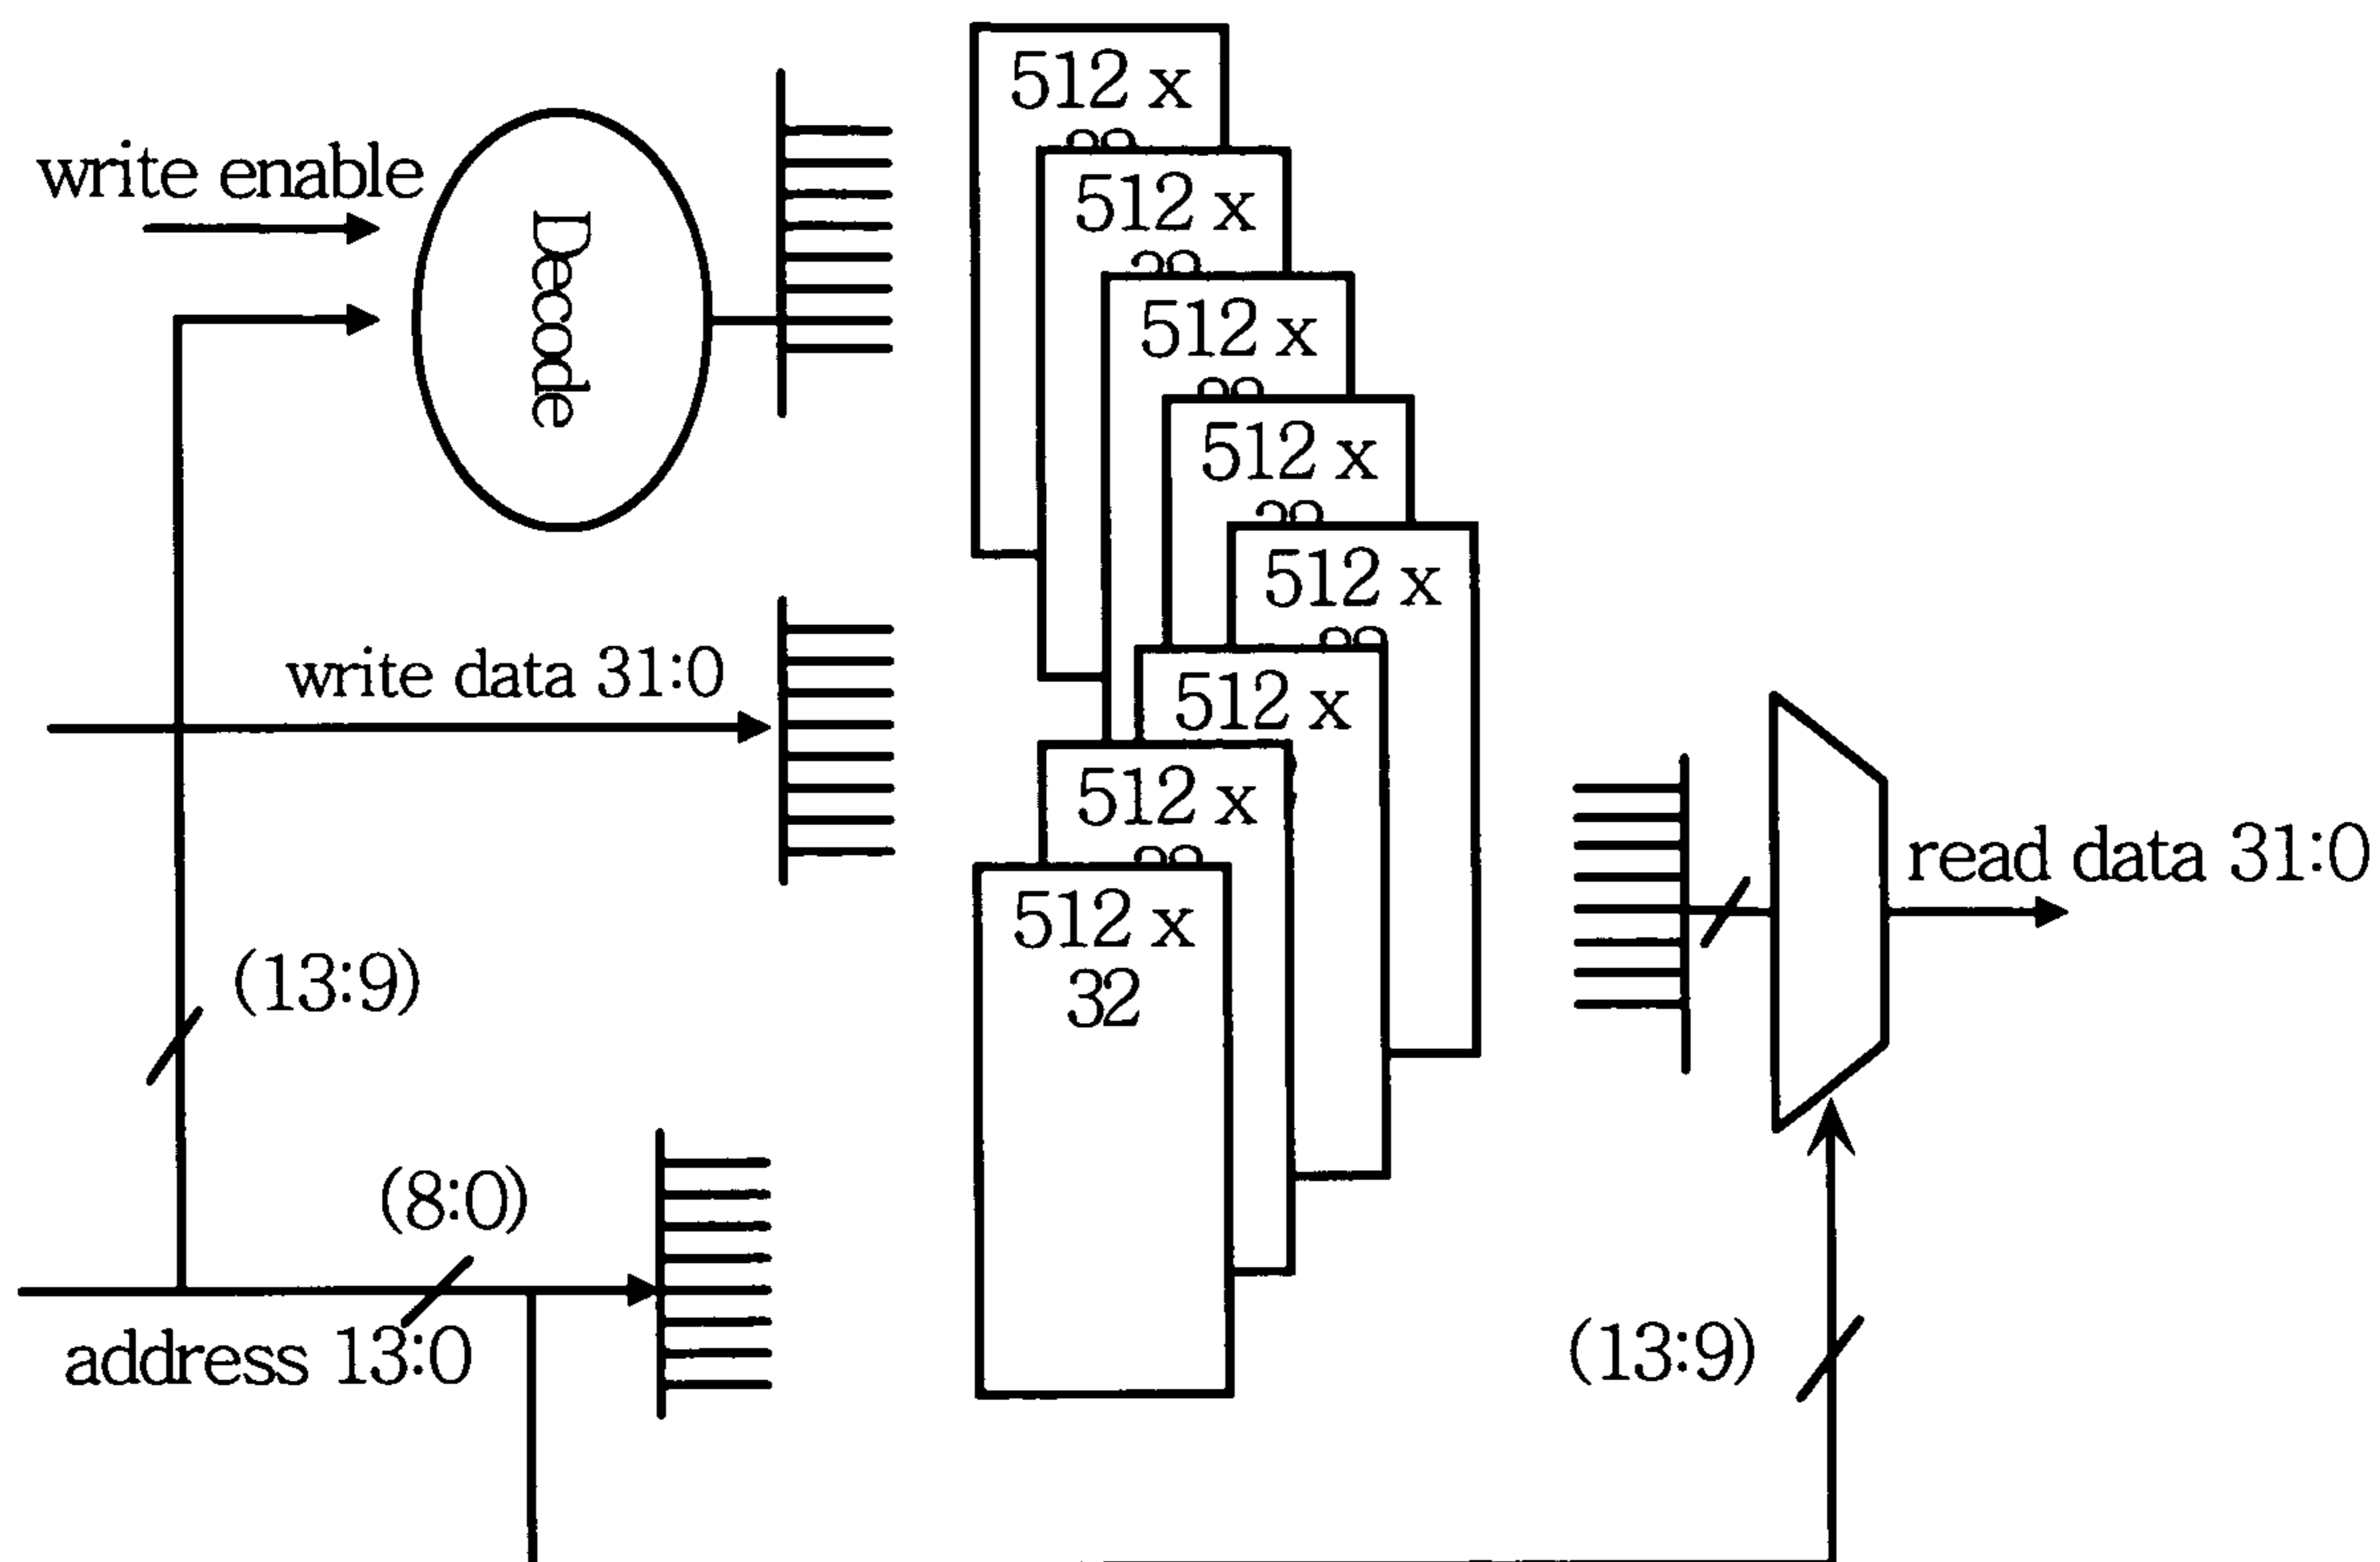 512 x
write enable
512 x
Decode
512 x
512 x
512 x
write data 31:0
512 x
512 x
read data 31:0
512 x
32
(13:9)
(8:0)
address 13:0
(13:9)